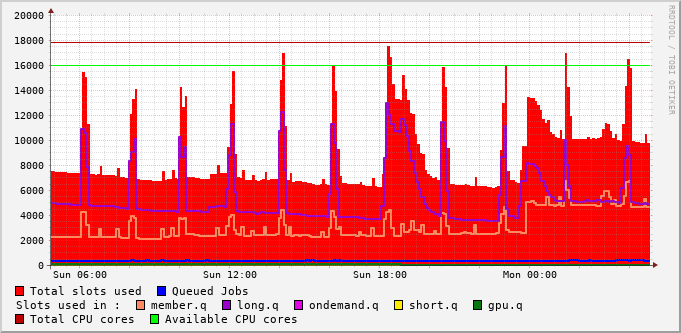 20000
18000
16000
14000
12000
10000
8000
6000
4000
2000
0
Sun 06:00 Sun 12:00 Sun 18:00 Mon 00:00
Total slots used Queued Jobs
Slots used in : member.q long.q ondemand.q short.q gpu.q
Total CPU cores Available CPU cores
RRDTOOL / TOBI OETIKER